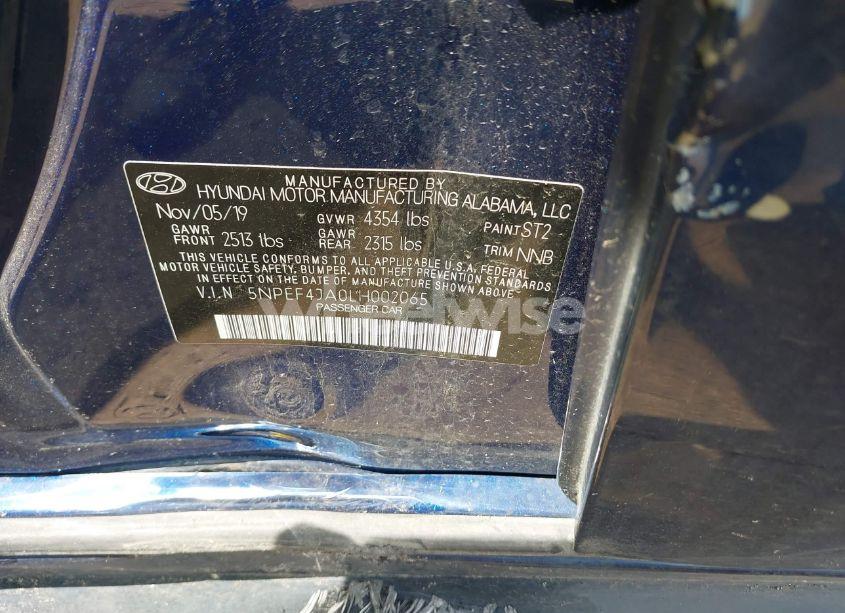 MANUFACTURED BY
HYUNDAI MOTOR MANUFACTURING ALABAMA, LLC
Nov/05/19 GVWR 4354 lbs PAINT ST2
GAWR FRONT 2513 lbs GAWR REAR 2315 lbs TRIM NNB
THIS VEHICLE CONFORMS TO ALL APPLICABLE U.S.A. FEDERAL
MOTOR VEHICLE SAFETY, BUMPER, AND THEFT PREVENTION STANDARDS
IN EFFECT ON THE DATE OF MANUFACTURE SHOWN ABOVE.
V.I.N 5NPEF4JA0LH002065
PASSENGER CAR